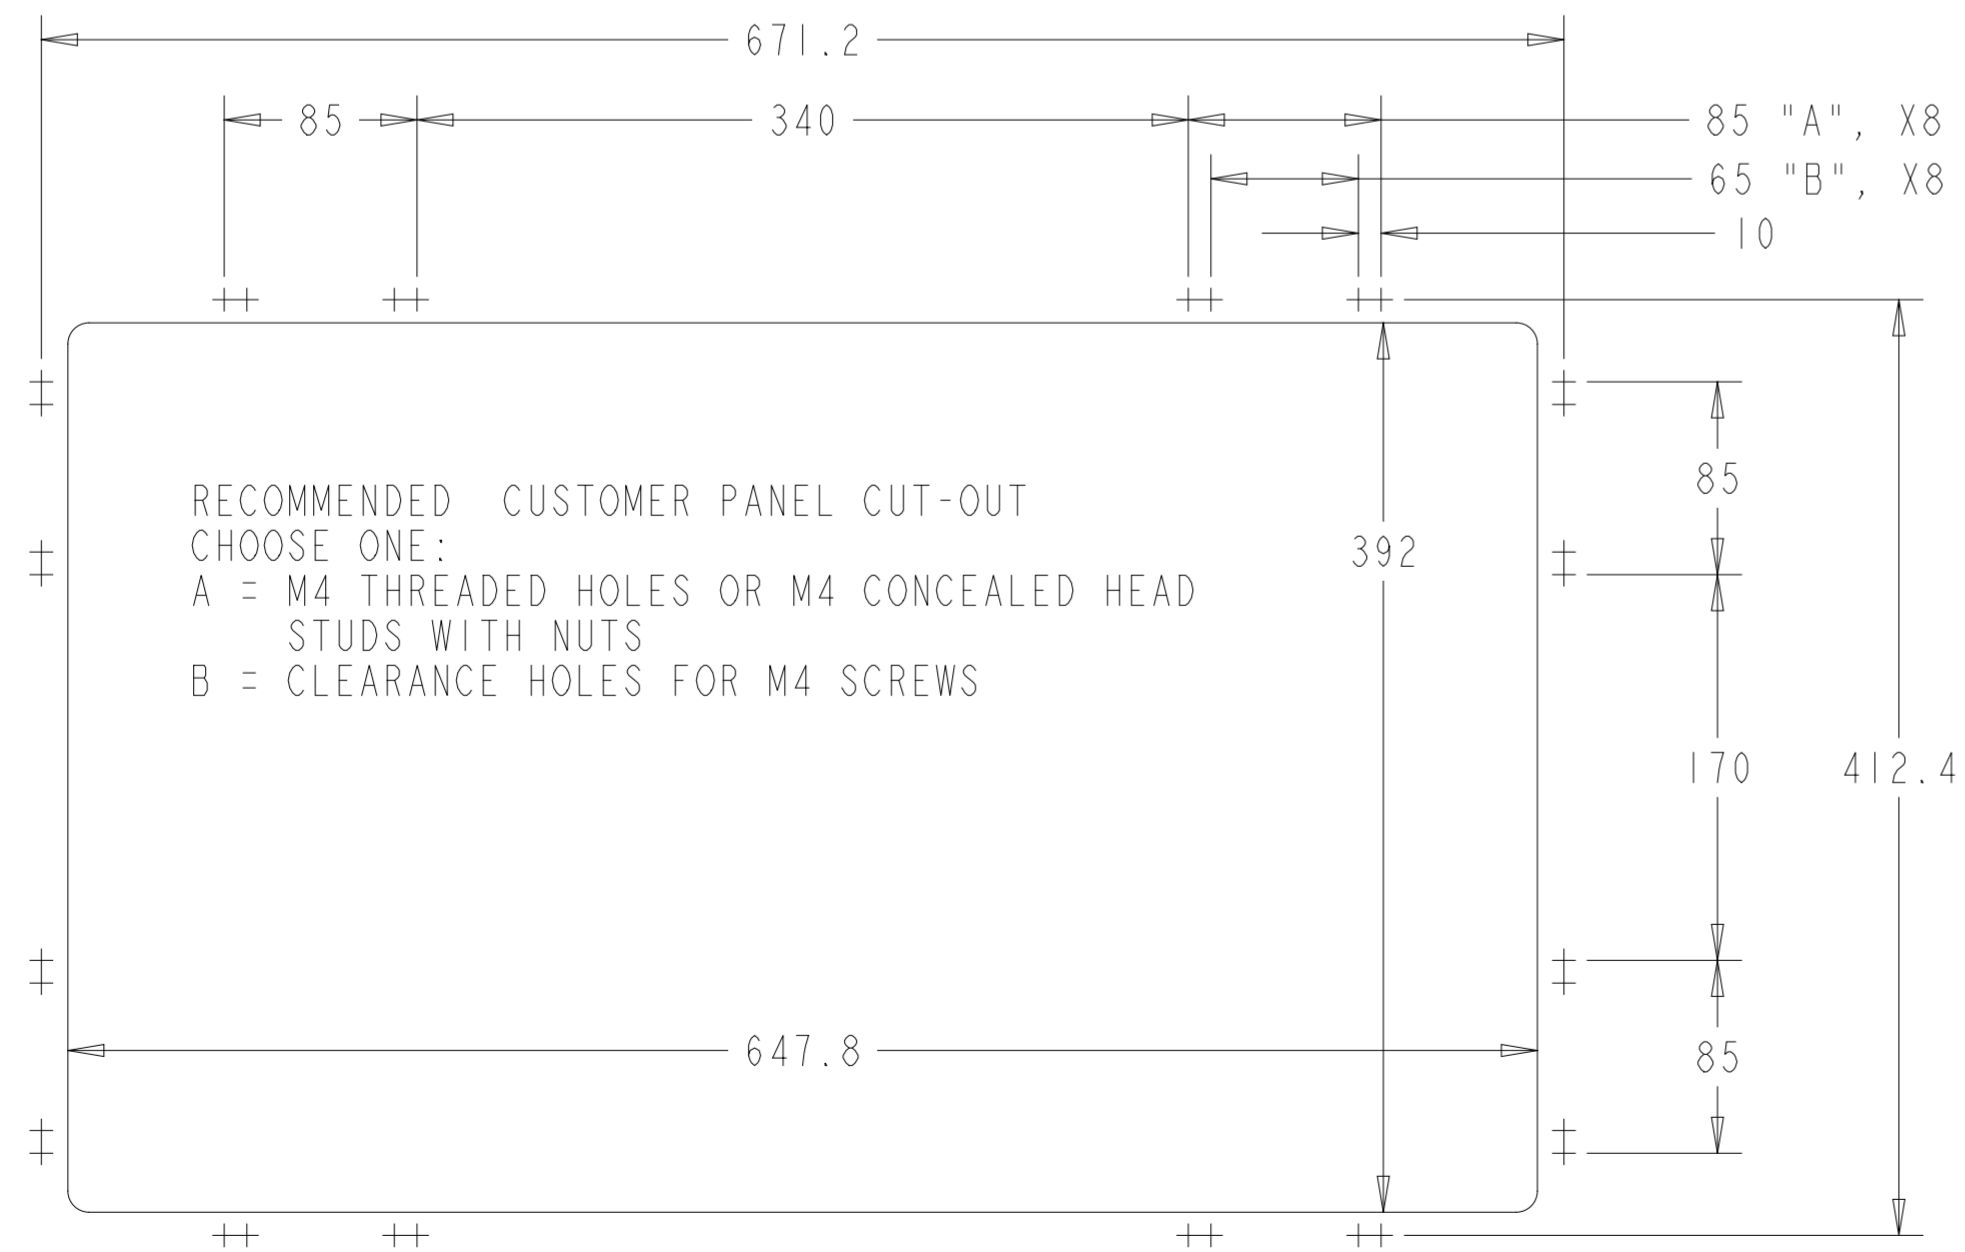 671.2
85
340
85 "A", X8
65 "B", X8
10
RECOMMENDED CUSTOMER PANEL CUT-OUT
CHOOSE ONE:
A = M4 THREADED HOLES OR M4 CONCEALED HEAD
STUDS WITH NUTS
B = CLEARANCE HOLES FOR M4 SCREWS
392
85
170
412.4
647.8
85